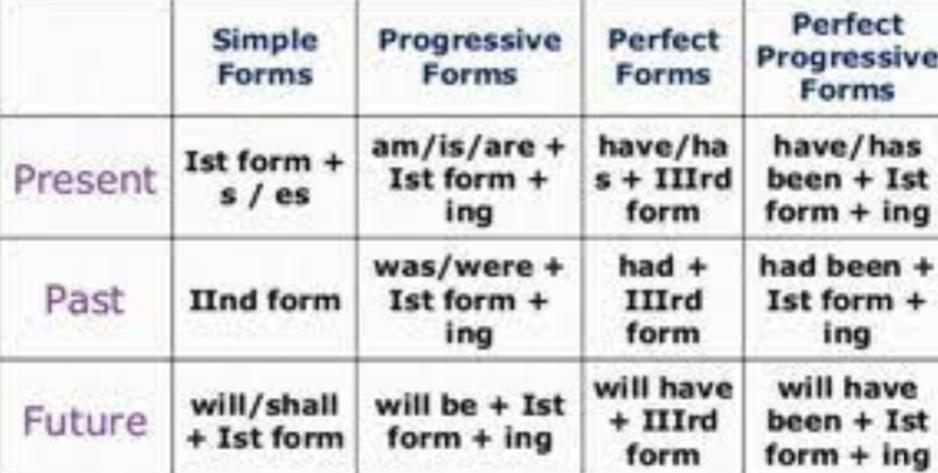 Simple
Forms
Progressive
Forms
Perfect
Forms
Perfect
Progressive
Forms
Present
Ist form +
s / es
am/is/are +
Ist form +
ing
have/ha
s + IIIrd
form
have/has
been + Ist
form + ing
Past
IInd form
was/were +
Ist form +
ing
had +
IIIrd
form
had been +
Ist form +
ing
Future
will/shall
+ Ist form
will be + Ist
form + ing
will have
+ IIIrd
form
will have
been + Ist
form + ing